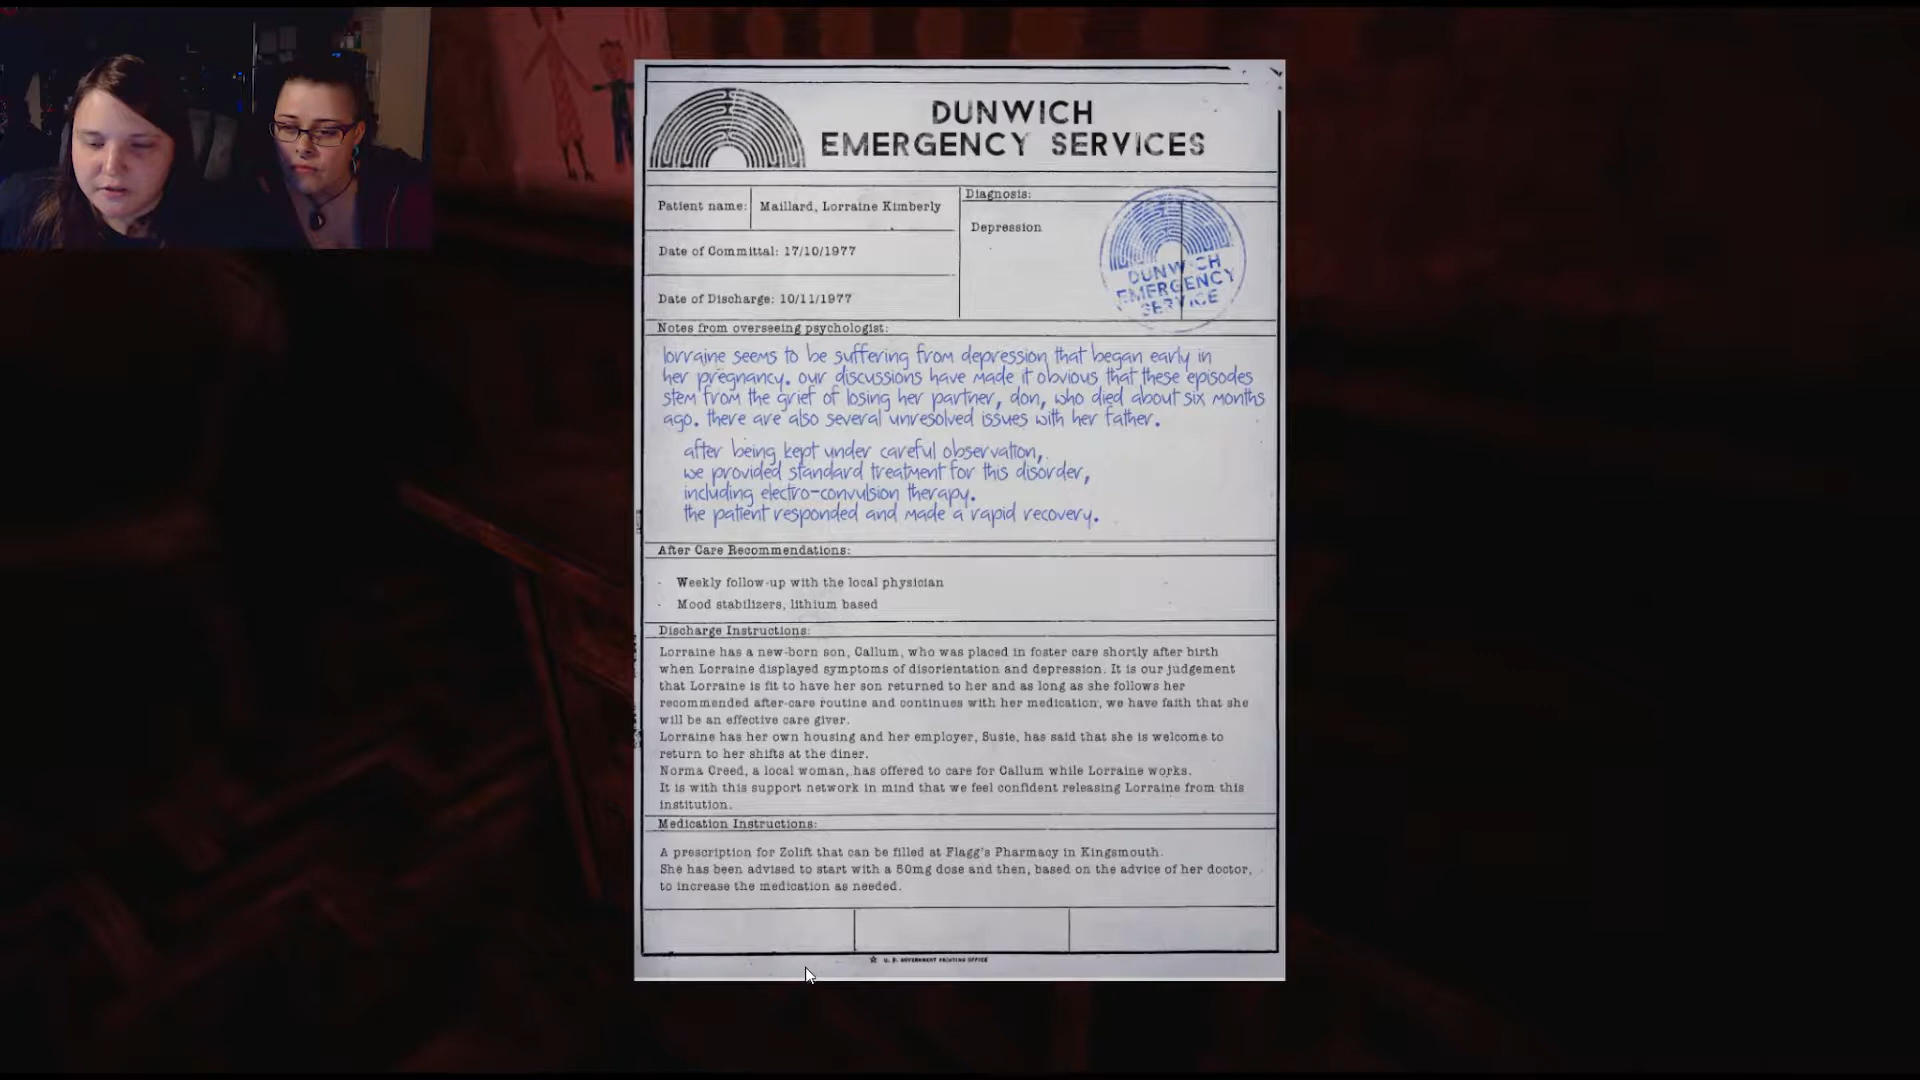 DUNWICH
EMERGENCY SERVICES
Patient name: Maillard, Lorraine Kimberly
Date of Committal: 17/10/1977
Date of Discharge: 10/11/1977
Diagnosis:
Depression
DUNWICH
EMERGENCY
SERVICE
Notes from overseeing psychologist:
lorraine seems to be suffering from depression that began early in
her pregnancy. our discussions have made it obvious that these episodes
stem from the grief of losing her partner, don, who died about six months
ago. there are also several unresolved issues with her father.
after being kept under careful observation,
we provided standard treatment for this disorder,
including electro-convulsion therapy.
the patient responded and made a rapid recovery.
After Care Recommendations:
- Weekly follow-up with the local physician
- Mood stabilizers, lithium based
Discharge Instructions:
Lorraine has a new-born son, Callum, who was placed in foster care shortly after birth
when Lorraine displayed symptoms of disorientation and depression. It is our judgement
that Lorraine is fit to have her son returned to her and as long as she follows her
recommended after-care routine and continues with her medication, we have faith that she
will be an effective care giver.
Lorraine has her own housing and her employer, Susie, has said that she is welcome to
return to her shifts at the diner.
Norma Creed, a local woman, has offered to care for Callum while Lorraine works.
It is with this support network in mind that we feel confident releasing Lorraine from this
institution.
Medication Instructions:
A prescription for Zolift that can be filled at Flagg's Pharmacy in Kingsmouth.
She has been advised to start with a 50mg dose and then, based on the advice of her doctor,
to increase the medication as needed.
☆ U. S. GOVERNMENT PRINTING OFFICE